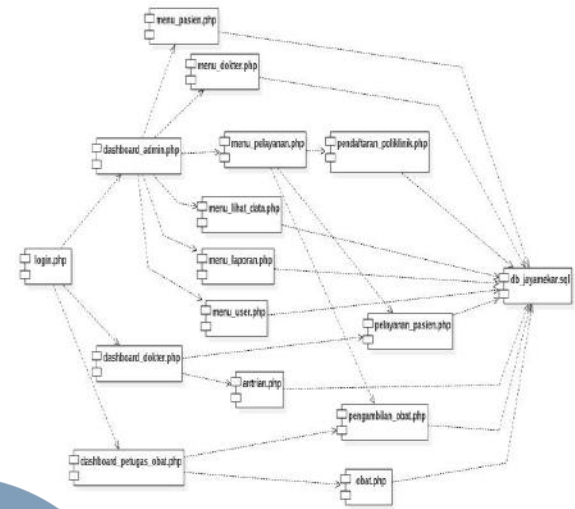 menu_pasien.php
menu_dokter.php
dashboard_admin.php
menu_pelayanan.php
pendaftaran_poliklinik.php
menu_lihat_data.php
login.php
menu_laporan.php
db_jayamekar.sql
menu_user.php
pelayanan_pasien.php
dashboard_dokter.php
antrian.php
pengambilan_obat.php
dashboard_petugas_obat.php
obat.php